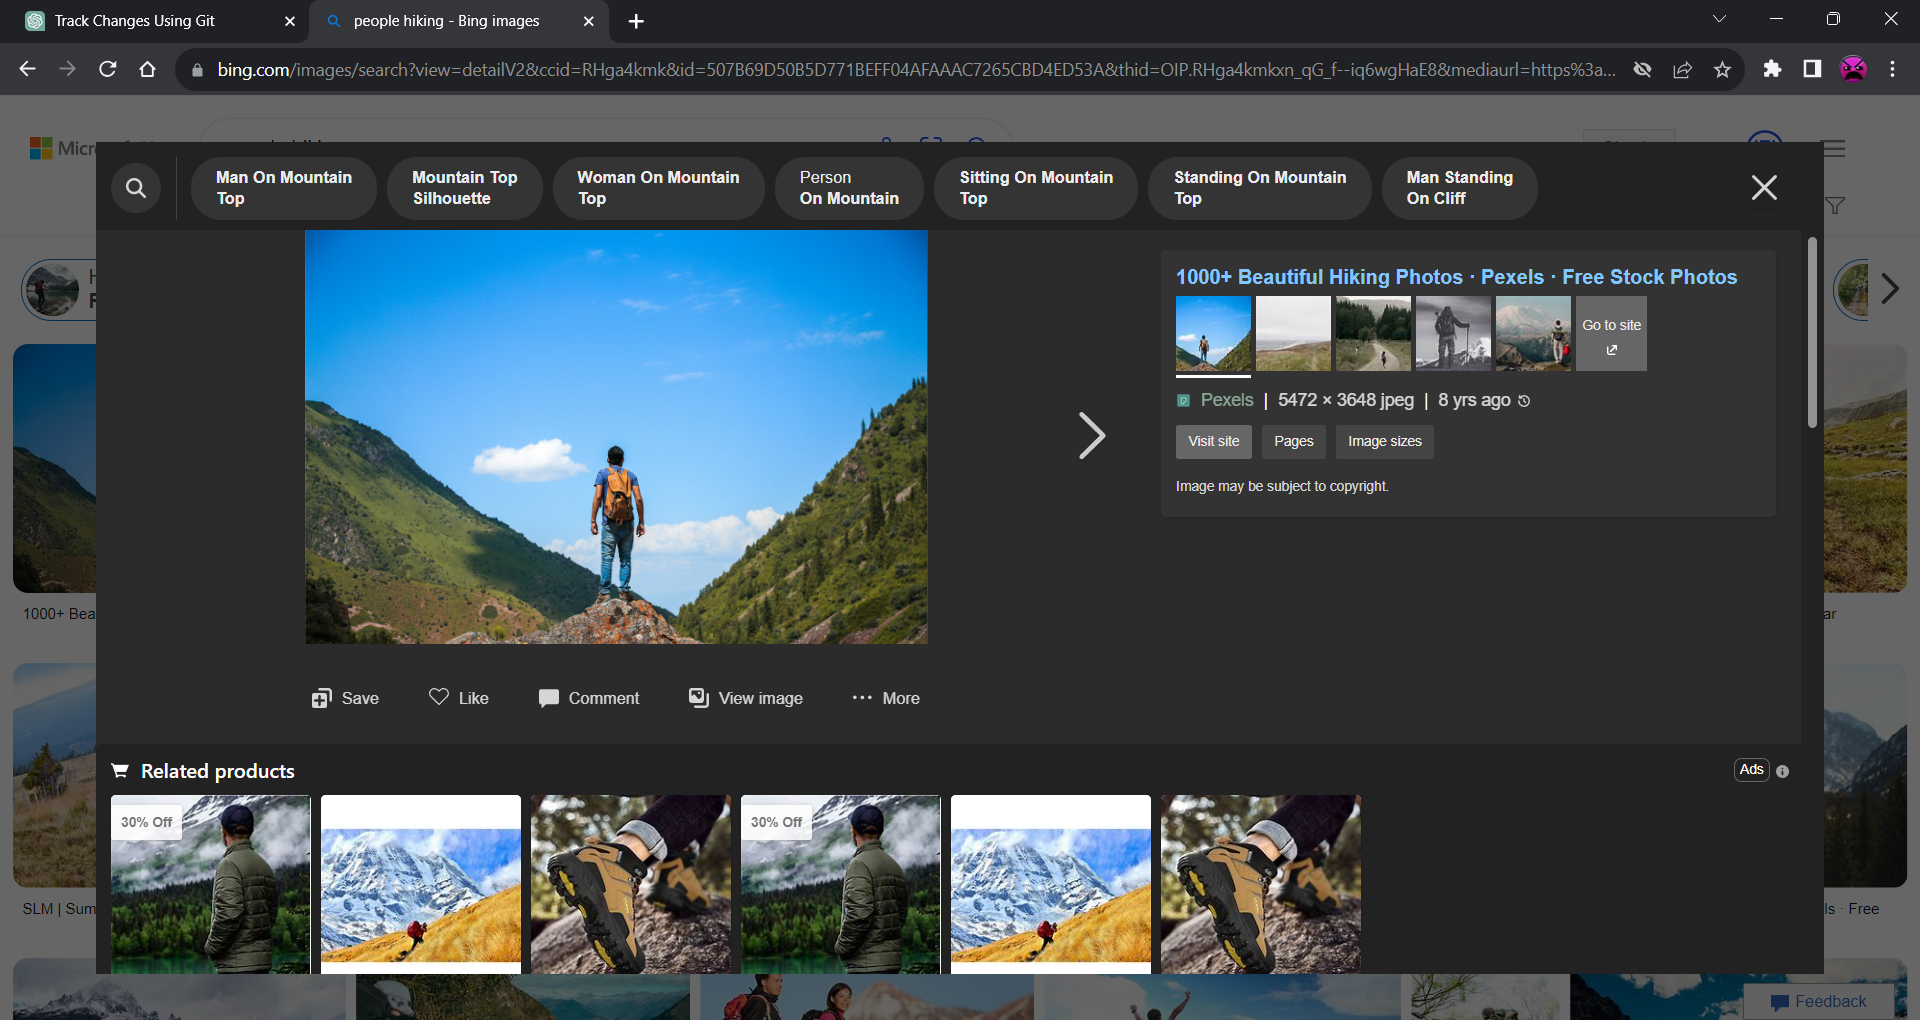 Track Changes Using Git
people hiking - Bing images
bing.com/images/search?view=detailV2&ccid=RHga4kmk&id=507B69D50B5D771BEFF04AFAAAC7265CBD4ED53A&thid=OIP.RHga4kmkxn_qG_f--iq6wgHaE8&mediaurl=https%3a...
Man On Mountain
Top
Mountain Top
Silhouette
Woman On Mountain
Top
Person
On Mountain
Sitting On Mountain
Top
Standing On Mountain
Top
Man Standing
On Cliff
1000+ Beautiful Hiking Photos · Pexels · Free Stock Photos
Go to site
Pexels | 5472 × 3648 jpeg | 8 yrs ago
Visit site
Pages
Image sizes
Image may be subject to copyright.
1000+ Bea
ar
Save
Like
Comment
View image
More
Related products
Ads
30% Off
30% Off
SLM | Sum
ls · Free
Feedback